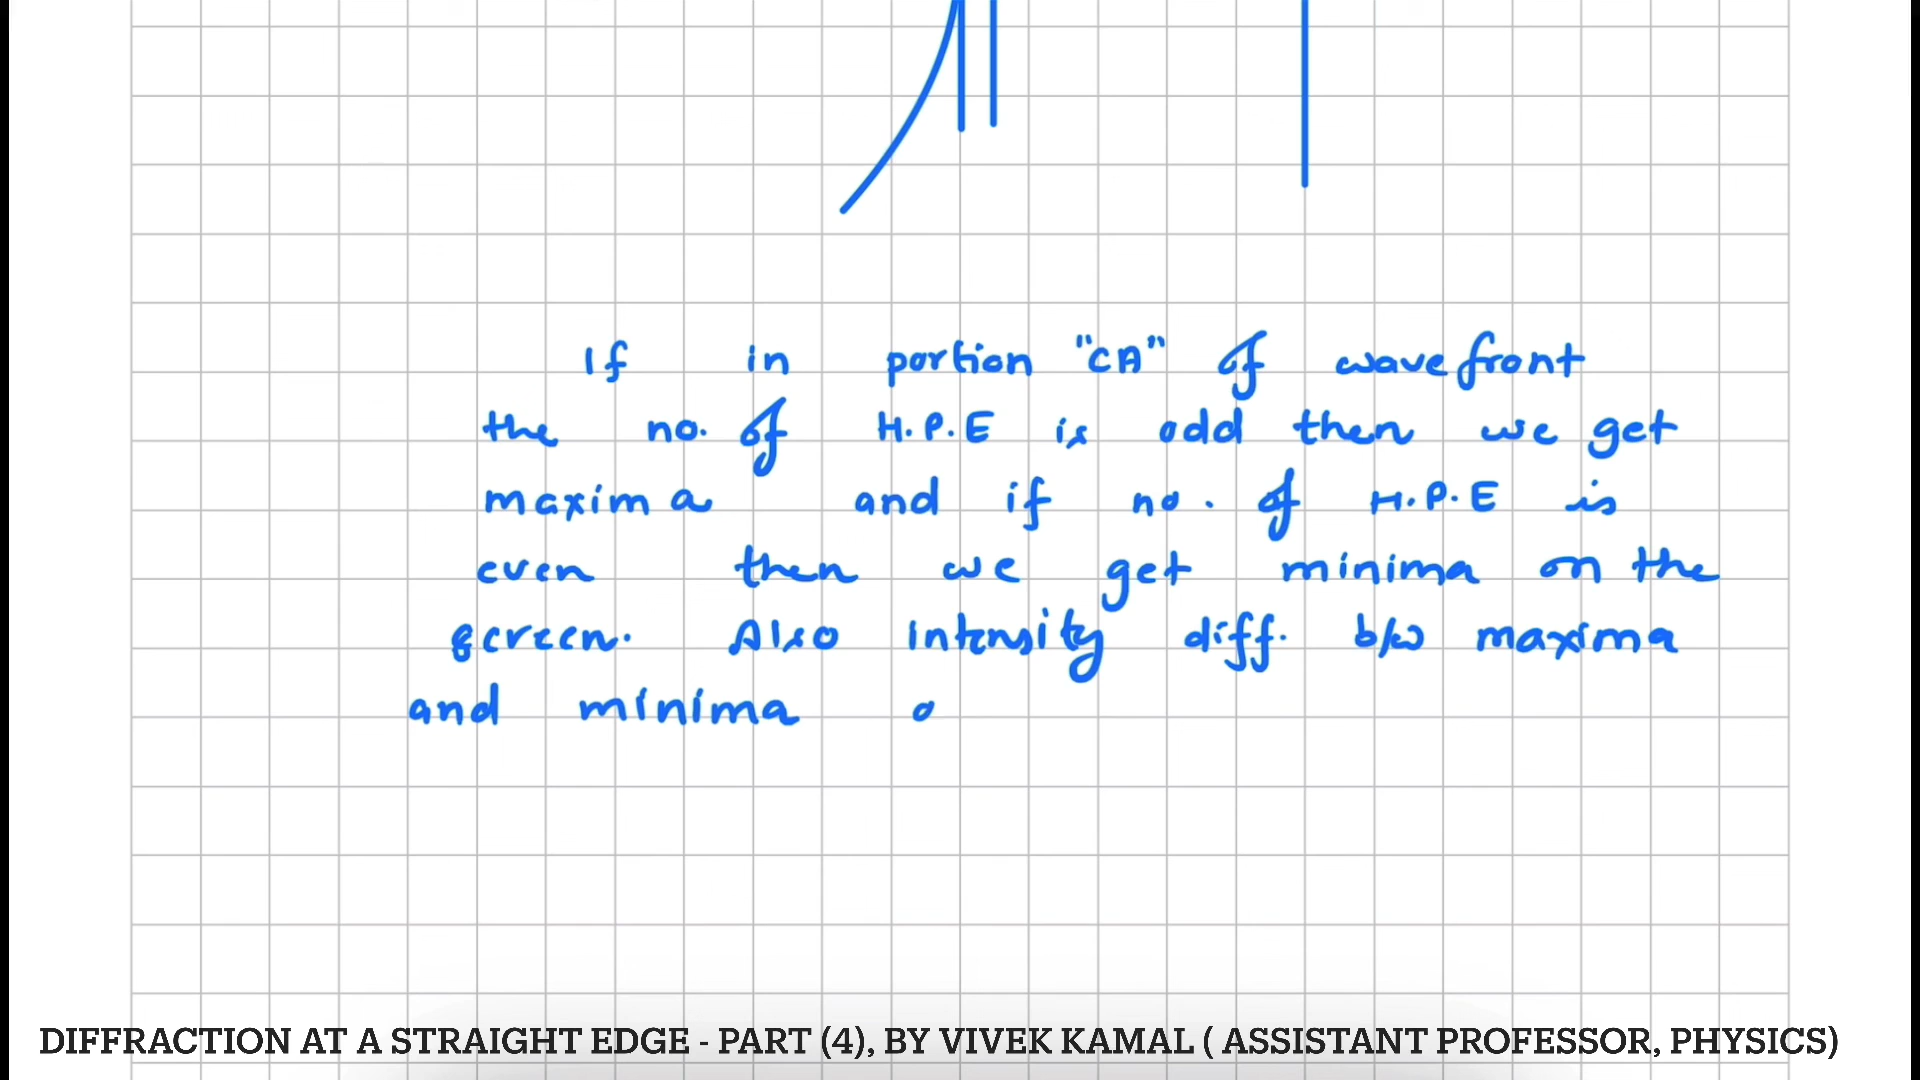 If in portion "CA" of wavefront
the no. of H.P.E is odd then we get
maxima and if no. of H.P.E is
even then we get minima on the
screen. Also intensity diff. b/w maxima
and minima
DIFFRACTION AT A STRAIGHT EDGE - PART (4), BY VIVEK KAMAL ( ASSISTANT PROFESSOR, PHYSICS)